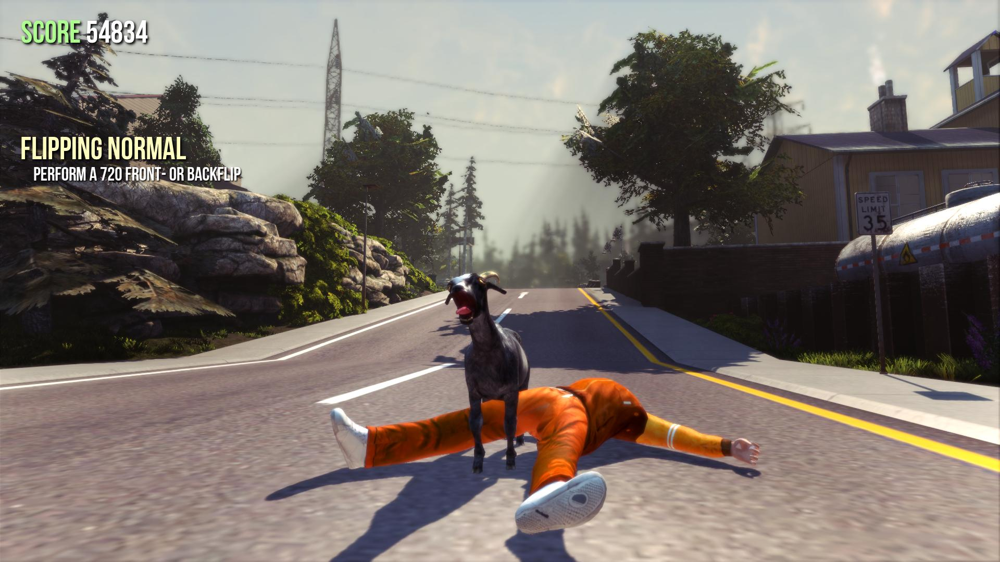 SCORE 54834
FLIPPING NORMAL
PERFORM A 720 FRONT- OR BACKFLIP
SPEED
LIMIT
35